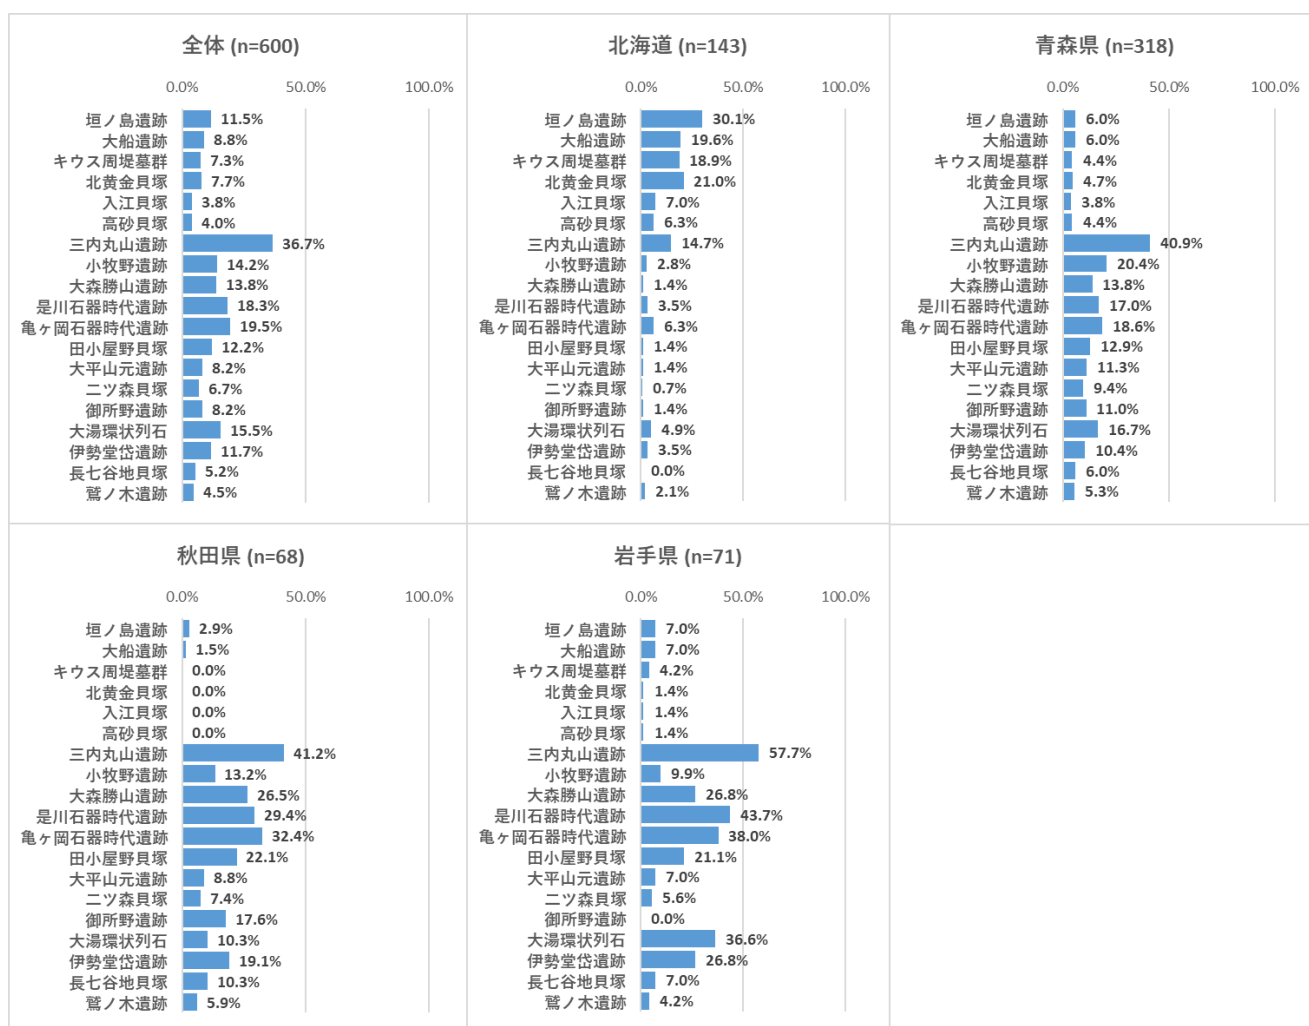 全体 (n=600)
0.0% 50.0% 100.0%
垣ノ島遺跡 11.5%
大船遺跡 8.8%
キウス周堤墓群 7.3%
北黄金貝塚 7.7%
入江貝塚 3.8%
高砂貝塚 4.0%
三内丸山遺跡 36.7%
小牧野遺跡 14.2%
大森勝山遺跡 13.8%
是川石器時代遺跡 18.3%
亀ヶ岡石器時代遺跡 19.5%
田小屋野貝塚 12.2%
大平山元遺跡 8.2%
二ツ森貝塚 6.7%
御所野遺跡 8.2%
大湯環状列石 15.5%
伊勢堂岱遺跡 11.7%
長七谷地貝塚 5.2%
鷲ノ木遺跡 4.5%
北海道 (n=143)
0.0% 50.0% 100.0%
垣ノ島遺跡 30.1%
大船遺跡 19.6%
キウス周堤墓群 18.9%
北黄金貝塚 21.0%
入江貝塚 7.0%
高砂貝塚 6.3%
三内丸山遺跡 14.7%
小牧野遺跡 2.8%
大森勝山遺跡 1.4%
是川石器時代遺跡 3.5%
亀ヶ岡石器時代遺跡 6.3%
田小屋野貝塚 1.4%
大平山元遺跡 1.4%
二ツ森貝塚 0.7%
御所野遺跡 1.4%
大湯環状列石 4.9%
伊勢堂岱遺跡 3.5%
長七谷地貝塚 0.0%
鷲ノ木遺跡 2.1%
青森県 (n=318)
0.0% 50.0% 100.0%
垣ノ島遺跡 6.0%
大船遺跡 6.0%
キウス周堤墓群 4.4%
北黄金貝塚 4.7%
入江貝塚 3.8%
高砂貝塚 4.4%
三内丸山遺跡 40.9%
小牧野遺跡 20.4%
大森勝山遺跡 13.8%
是川石器時代遺跡 17.0%
亀ヶ岡石器時代遺跡 18.6%
田小屋野貝塚 12.9%
大平山元遺跡 11.3%
二ツ森貝塚 9.4%
御所野遺跡 11.0%
大湯環状列石 16.7%
伊勢堂岱遺跡 10.4%
長七谷地貝塚 6.0%
鷲ノ木遺跡 5.3%
秋田県 (n=68)
0.0% 50.0% 100.0%
垣ノ島遺跡 2.9%
大船遺跡 1.5%
キウス周堤墓群 0.0%
北黄金貝塚 0.0%
入江貝塚 0.0%
高砂貝塚 0.0%
三内丸山遺跡 41.2%
小牧野遺跡 13.2%
大森勝山遺跡 26.5%
是川石器時代遺跡 29.4%
亀ヶ岡石器時代遺跡 32.4%
田小屋野貝塚 22.1%
大平山元遺跡 8.8%
二ツ森貝塚 7.4%
御所野遺跡 17.6%
大湯環状列石 10.3%
伊勢堂岱遺跡 19.1%
長七谷地貝塚 10.3%
鷲ノ木遺跡 5.9%
岩手県 (n=71)
0.0% 50.0% 100.0%
垣ノ島遺跡 7.0%
大船遺跡 7.0%
キウス周堤墓群 4.2%
北黄金貝塚 1.4%
入江貝塚 1.4%
高砂貝塚 1.4%
三内丸山遺跡 57.7%
小牧野遺跡 9.9%
大森勝山遺跡 26.8%
是川石器時代遺跡 43.7%
亀ヶ岡石器時代遺跡 38.0%
田小屋野貝塚 21.1%
大平山元遺跡 7.0%
二ツ森貝塚 5.6%
御所野遺跡 0.0%
大湯環状列石 36.6%
伊勢堂岱遺跡 26.8%
長七谷地貝塚 7.0%
鷲ノ木遺跡 4.2%